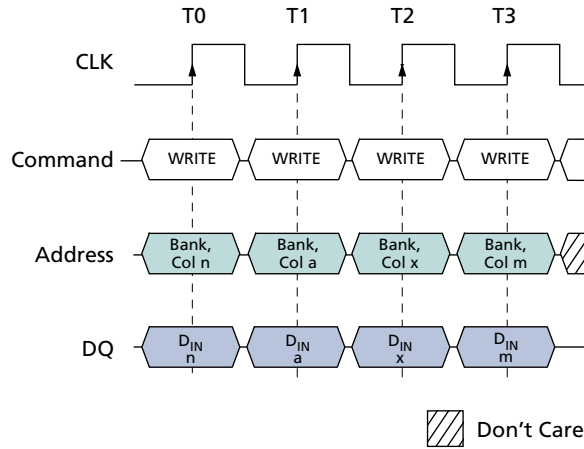 T0 T1 T2 T3
CLK
Command WRITE WRITE WRITE WRITE
Address Bank, Col n Bank, Col a Bank, Col x Bank, Col m
DQ DIN n DIN a DIN x DIN m
Don't Care